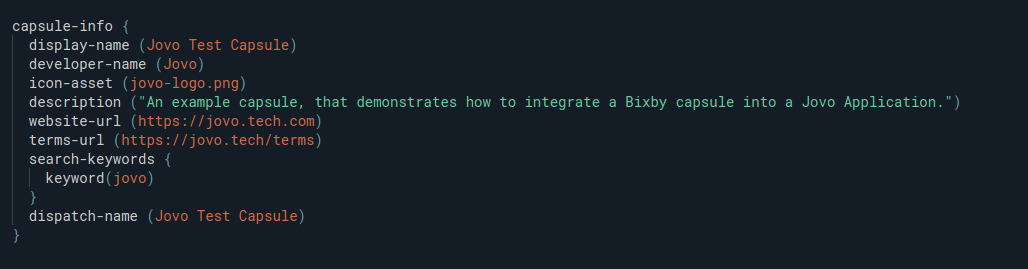 capsule-info {
display-name (Jovo Test Capsule)
developer-name (Jovo)
icon-asset (jovo-logo.png)
description ("An example capsule, that demonstrates how to integrate a Bixby capsule into a Jovo Application.")
website-url (https://jovo.tech.com)
terms-url (https://jovo.tech/terms)
search-keywords {
keyword(jovo)
}
dispatch-name (Jovo Test Capsule)
}